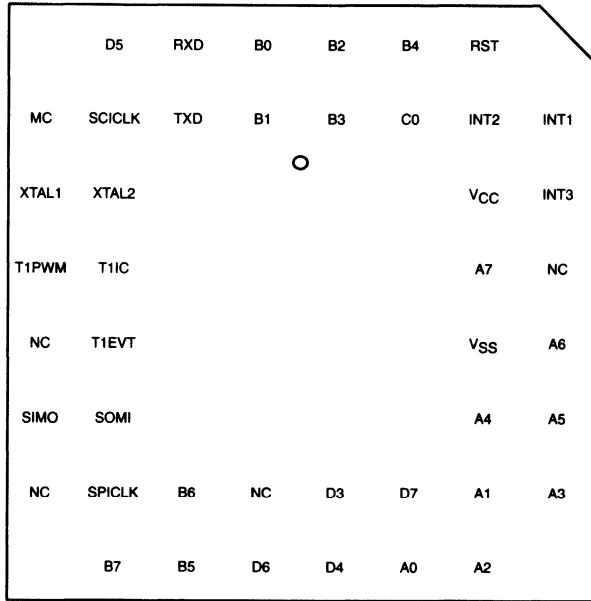 D5 RXD B0 B2 B4 RST
MC SCICLK TXD B1 B3 C0 INT2 INT1
XTAL1 XTAL2 VCC INT3
T1PWM T1IC A7 NC
NC T1EVT VSS A6
SIMO SOMI A4 A5
NC SPICLK B6 NC D3 D7 A1 A3
B7 B5 D6 D4 A0 A2